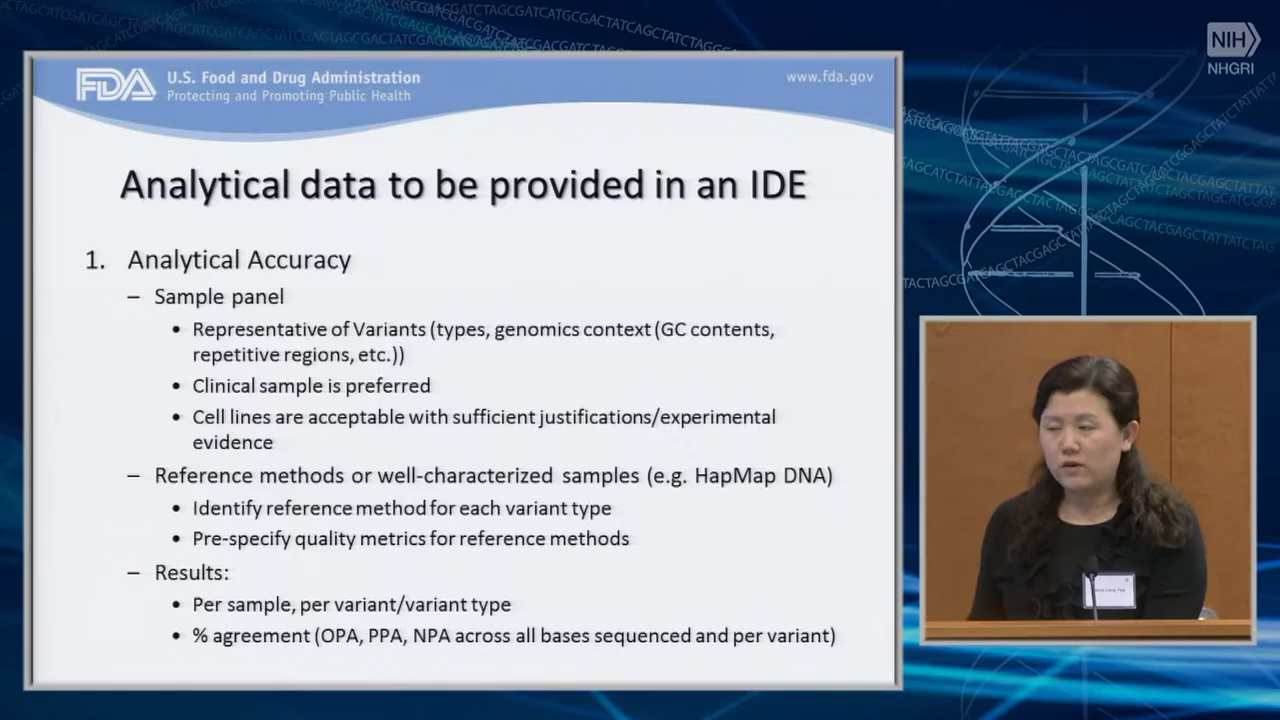 NIH
NHGRI
FDA U.S. Food and Drug Administration
Protecting and Promoting Public Health
www.fda.gov
Analytical data to be provided in an IDE
1. Analytical Accuracy
– Sample panel
• Representative of Variants (types, genomics context (GC contents,
repetitive regions, etc.))
• Clinical sample is preferred
• Cell lines are acceptable with sufficient justifications/experimental
evidence
– Reference methods or well-characterized samples (e.g. HapMap DNA)
• Identify reference method for each variant type
• Pre-specify quality metrics for reference methods
– Results:
• Per sample, per variant/variant type
• % agreement (OPA, PPA, NPA across all bases sequenced and per variant)